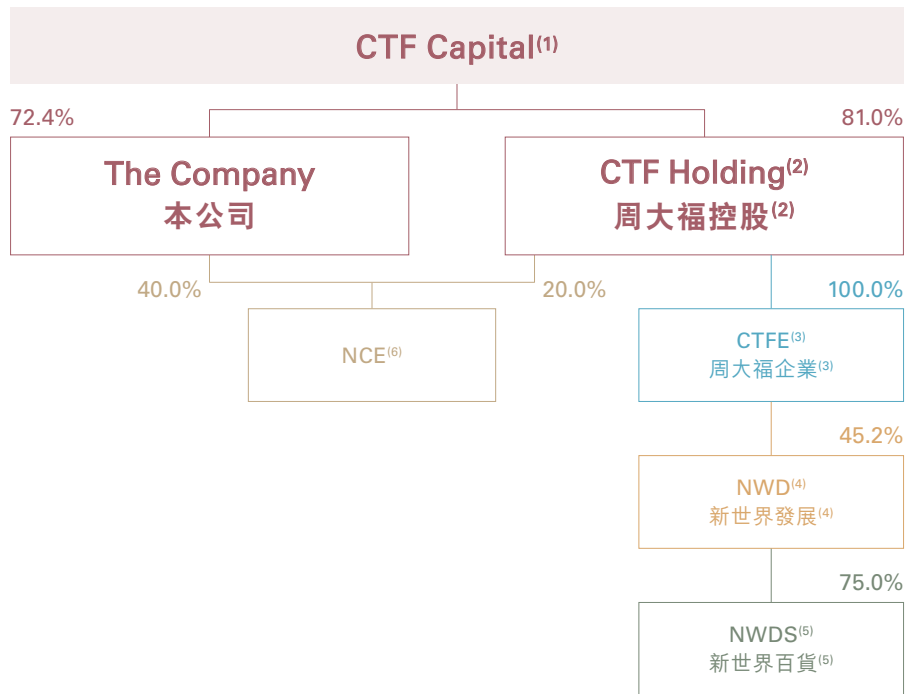 CTF Capital(1)
72.4%
81.0%
The Company
本公司
CTF Holding(2)
周大福控股(2)
40.0%
20.0%
100.0%
NCE(6)
CTFE(3)
周大福企業(3)
45.2%
NWD(4)
新世界發展(4)
75.0%
NWDS(5)
新世界百貨(5)